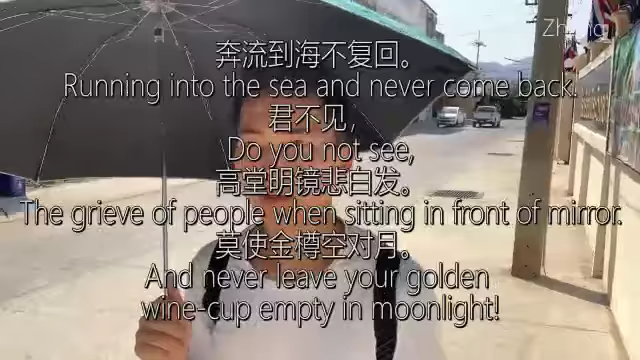 奔流到海不复回。
Running into the sea and never come back.
君不见，
Do you not see,
高堂明镜悲白发。
The grieve of people when sitting in front of mirror.
莫使金樽空对月。
And never leave your golden
wine-cup empty in moonlight!